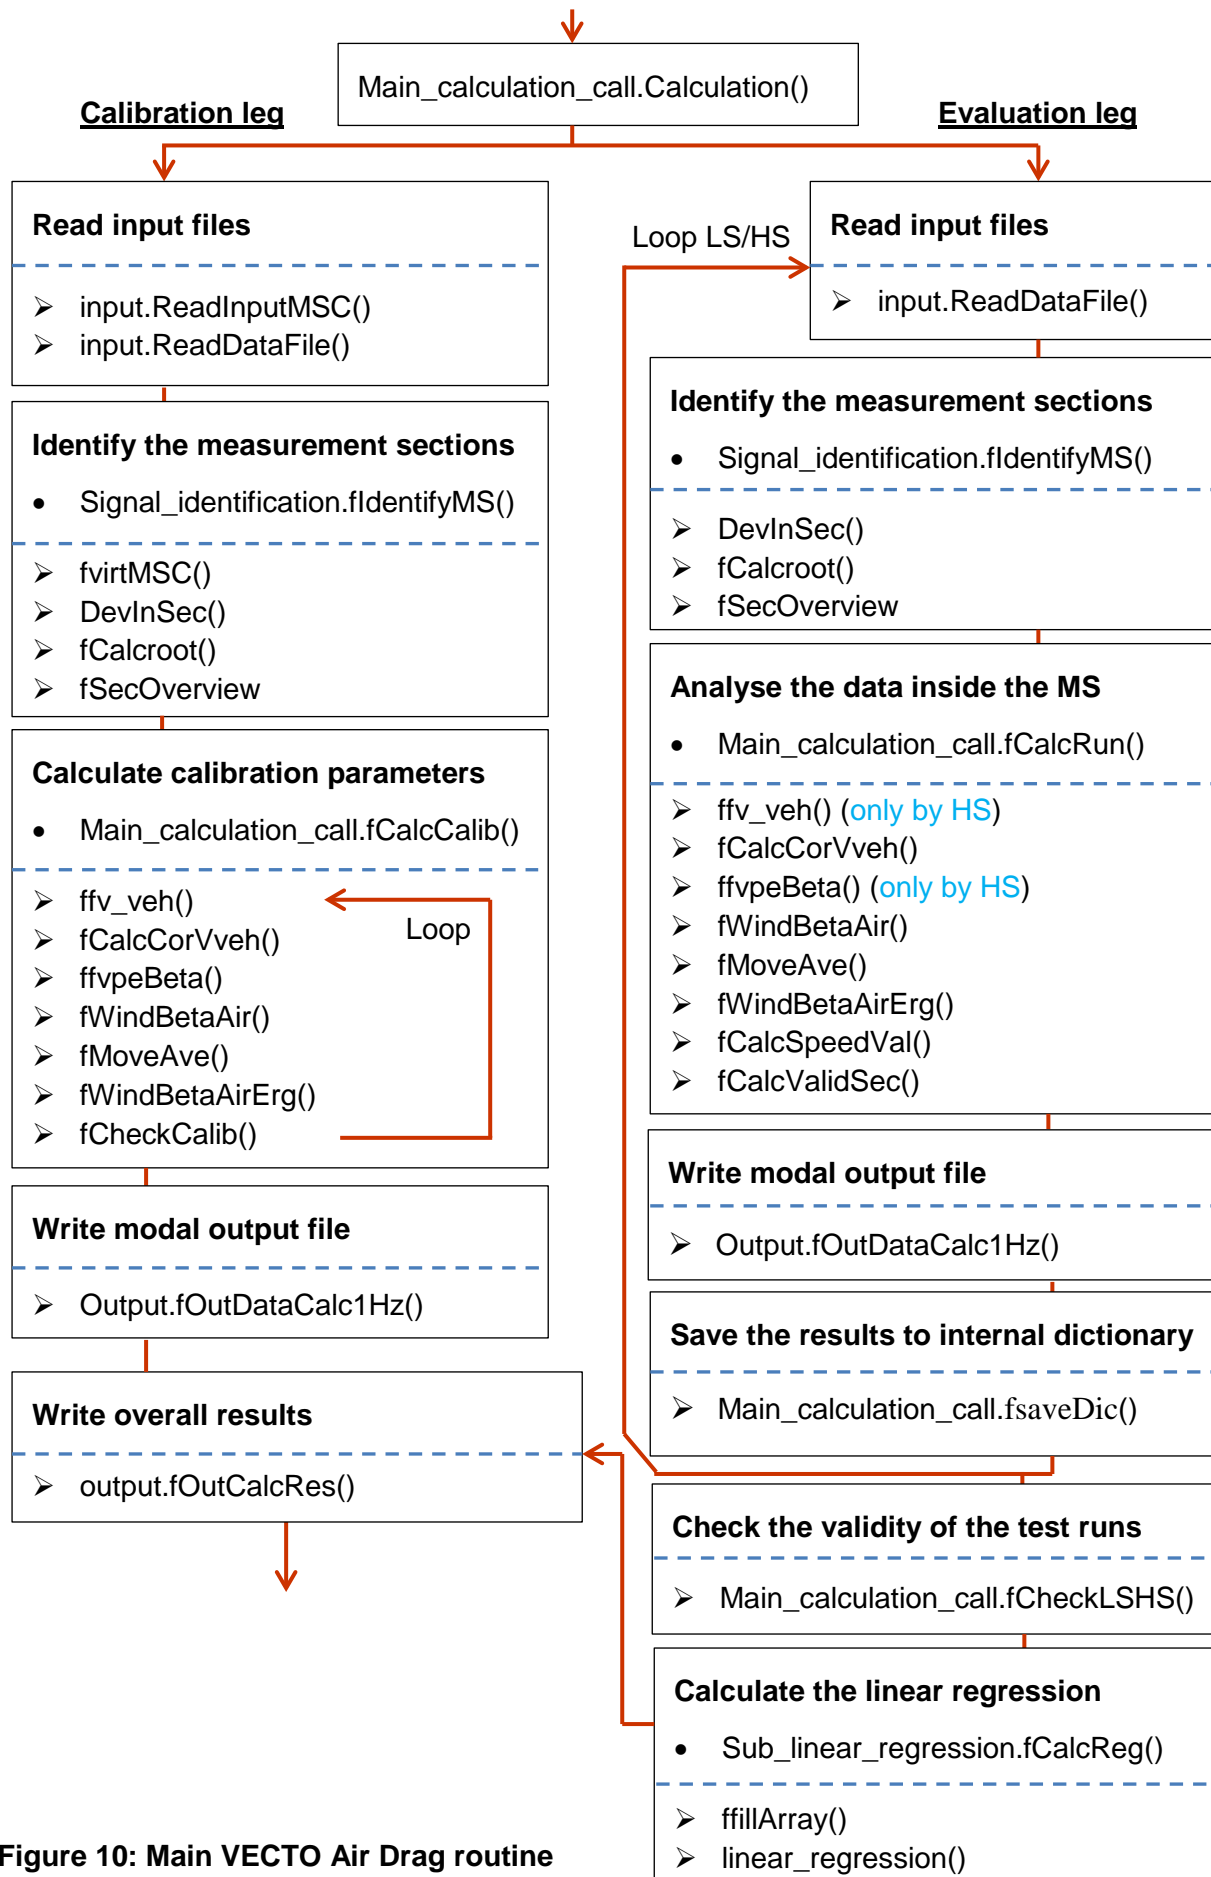 Main_calculation_call.Calculation()
Calibration leg
Evaluation leg
Read input files
➢ input.ReadInputMSC()
➢ input.ReadDataFile()
Identify the measurement sections
• Signal_identification.fIdentifyMS()
➢ fvirtMSC()
➢ DevInSec()
➢ fCalcroot()
➢ fSecOverview
Calculate calibration parameters
• Main_calculation_call.fCalcCalib()
➢ ffv_veh()
➢ fCalcCorVveh()
➢ ffvpeBeta()
➢ fWindBetaAir()
➢ fMoveAve()
➢ fWindBetaAirErg()
➢ fCheckCalib()
Loop
Write modal output file
➢ Output.fOutDataCalc1Hz()
Write overall results
➢ output.fOutCalcRes()
Loop LS/HS
Read input files
➢ input.ReadDataFile()
Identify the measurement sections
• Signal_identification.fIdentifyMS()
➢ DevInSec()
➢ fCalcroot()
➢ fSecOverview
Analyse the data inside the MS
• Main_calculation_call.fCalcRun()
➢ ffv_veh() (only by HS)
➢ fCalcCorVveh()
➢ ffvpeBeta() (only by HS)
➢ fWindBetaAir()
➢ fMoveAve()
➢ fWindBetaAirErg()
➢ fCalcSpeedVal()
➢ fCalcValidSec()
Write modal output file
➢ Output.fOutDataCalc1Hz()
Save the results to internal dictionary
➢ Main_calculation_call.fsaveDic()
Check the validity of the test runs
➢ Main_calculation_call.fCheckLSHS()
Calculate the linear regression
• Sub_linear_regression.fCalcReg()
➢ ffillArray()
➢ linear_regression()
Figure 10: Main VECTO Air Drag routine